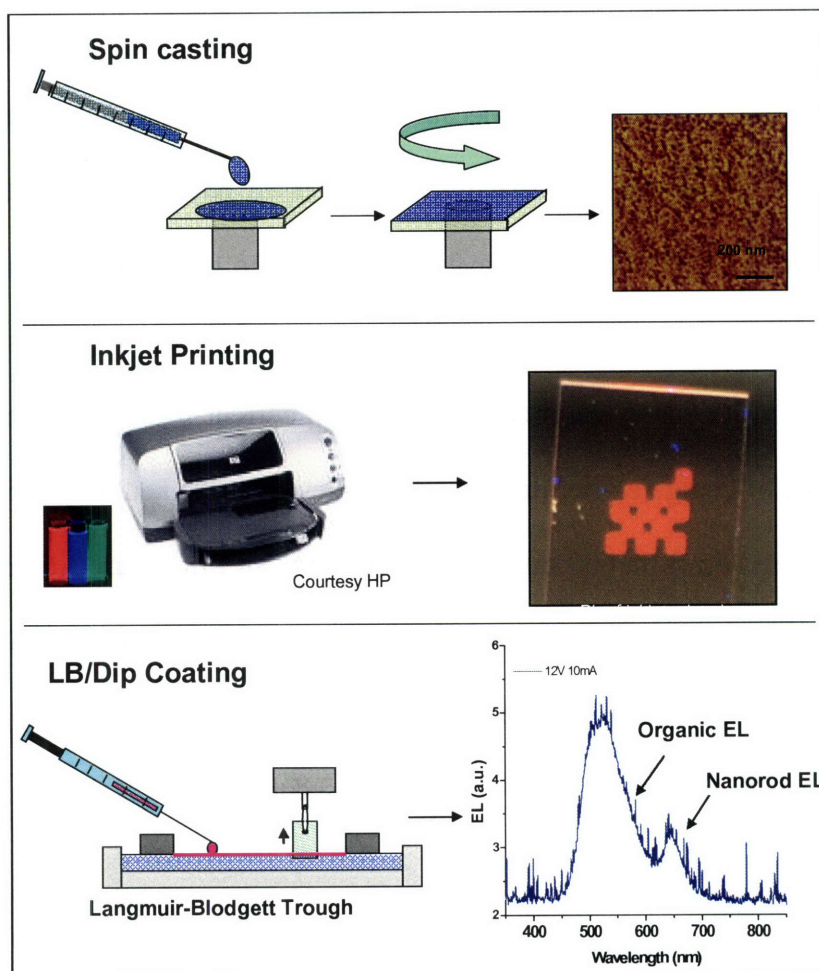 Spin casting
200 nm
Inkjet Printing
Courtesy HP
LB/Dip Coating
Langmuir-Blodgett Trough
6
12V 10mA
5
Organic EL
EL (a.u.)
4
Nanorod EL
3
2
400 500 600 700 800
Wavelength (nm)